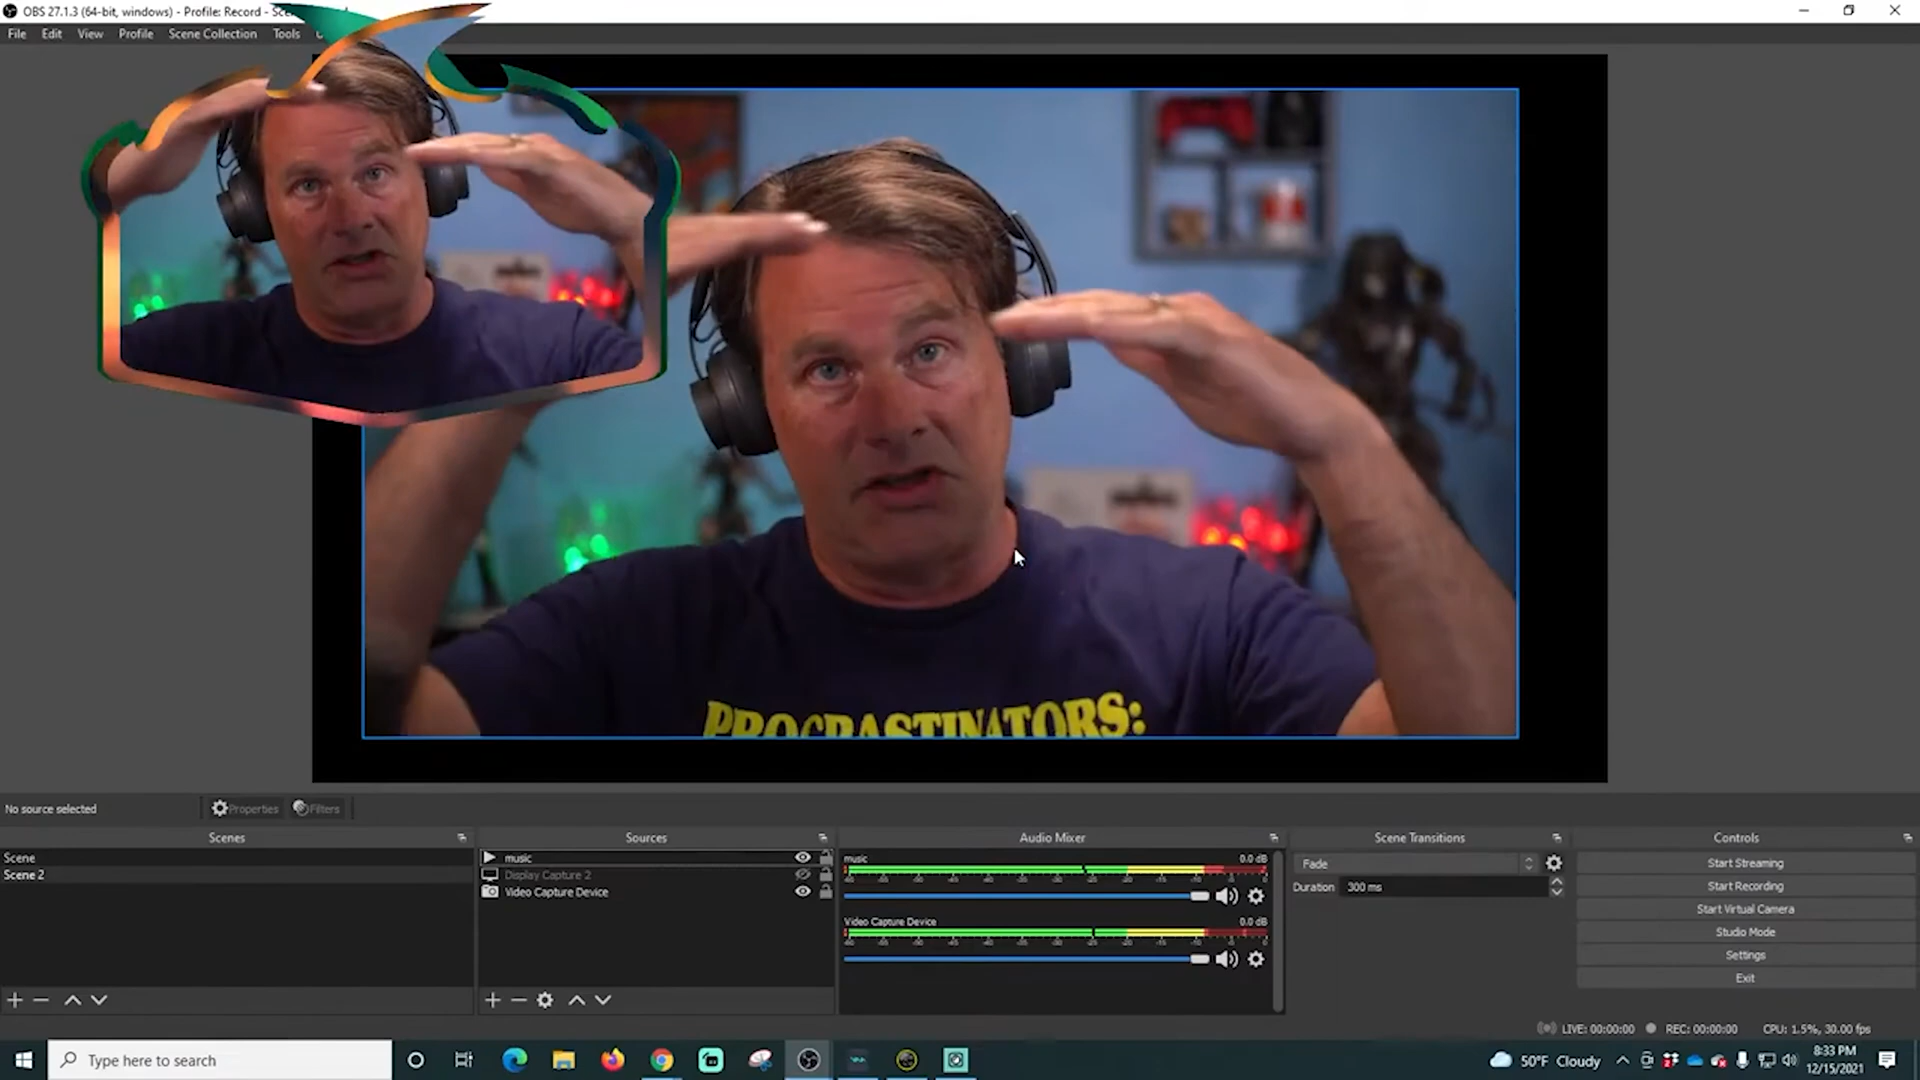 OBS 27.1.3 (64-bit, windows) - Profile: Record -
File Edit View Profile Scene Collection Tools
PROCRASTINATORS:
No source selected
Properties Filters
Scenes
Scene
Scene 2
Sources
music
Display Capture 2
Video Capture Device
Audio Mixer
music 0.0 dB
Video Capture Device 0.0 dB
Scene Transitions
Fade
Duration 300 ms
Controls
Start Streaming
Start Recording
Start Virtual Camera
Studio Mode
Settings
Exit
LIVE: 00:00:00 REC: 00:00:00 CPU: 1.5%, 30.00 fps
Type here to search
50°F Cloudy
8:33 PM
12/15/2021